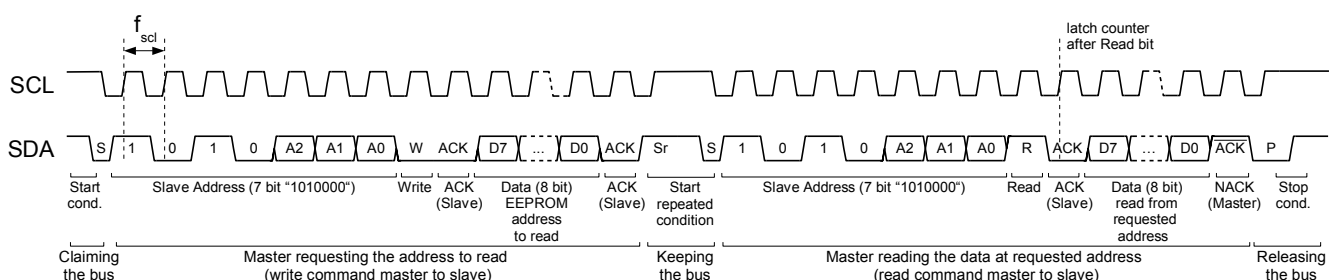 f scl
latch counter
after Read bit
SCL
SDA S 1 0 1 0 A2 A1 A0 W ACK D7 ... D0 ACK Sr S 1 0 1 0 A2 A1 A0 R ACK D7 ... D0 ACK P
Start
cond.
Slave Address (7 bit “1010000“)
Write
ACK
(Slave)
Data (8 bit)
EEPROM
address
to read
ACK
(Slave)
Start
repeated
condition
Slave Address (7 bit “1010000“)
Read
ACK
(Slave)
Data (8 bit)
read from
requested
address
NACK
(Master)
Stop
cond.
Claiming
the bus
Master requesting the address to read
(write command master to slave)
Keeping
the bus
Master reading the data at requested address
(read command master to slave)
Releasing
the bus